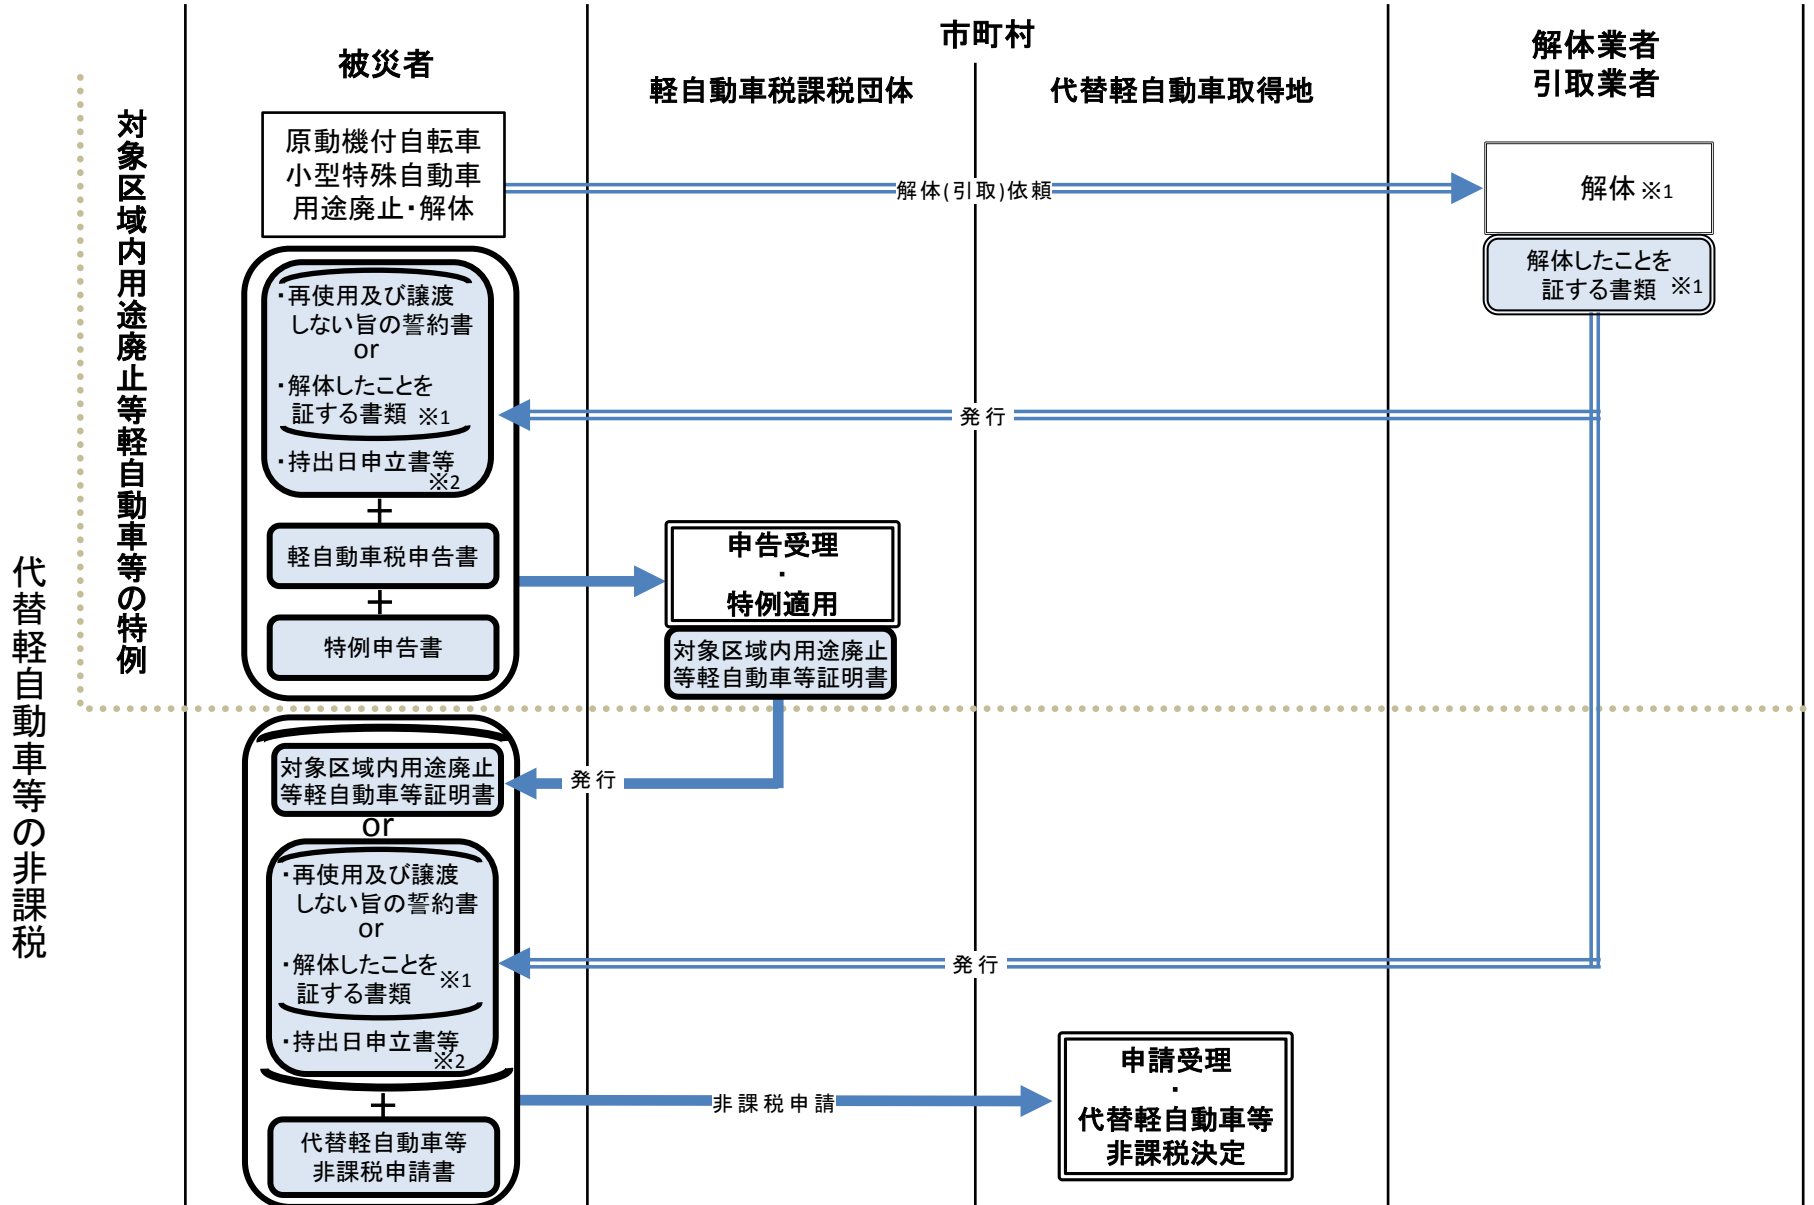 被災者
市町村
軽自動車税課税団体
代替軽自動車取得地
解体業者
引取業者
対象区域内用途廃止等軽自動車等の特例
代替軽自動車等の非課税
原動機付自転車
小型特殊自動車
用途廃止・解体
解体(引取)依頼
解体 ※1
解体したことを
証する書類 ※1
・再使用及び譲渡
しない旨の誓約書
or
・解体したことを
証する書類 ※1
・持出日申立書等
※2
発行
+
軽自動車税申告書
+
特例申告書
申告受理
・
特例適用
対象区域内用途廃止
等軽自動車等証明書
対象区域内用途廃止
等軽自動車等証明書
発行
or
・再使用及び譲渡
しない旨の誓約書
or
・解体したことを
証する書類 ※1
・持出日申立書等
※2
発行
+
代替軽自動車等
非課税申請書
非課税申請
申請受理
・
代替軽自動車等
非課税決定